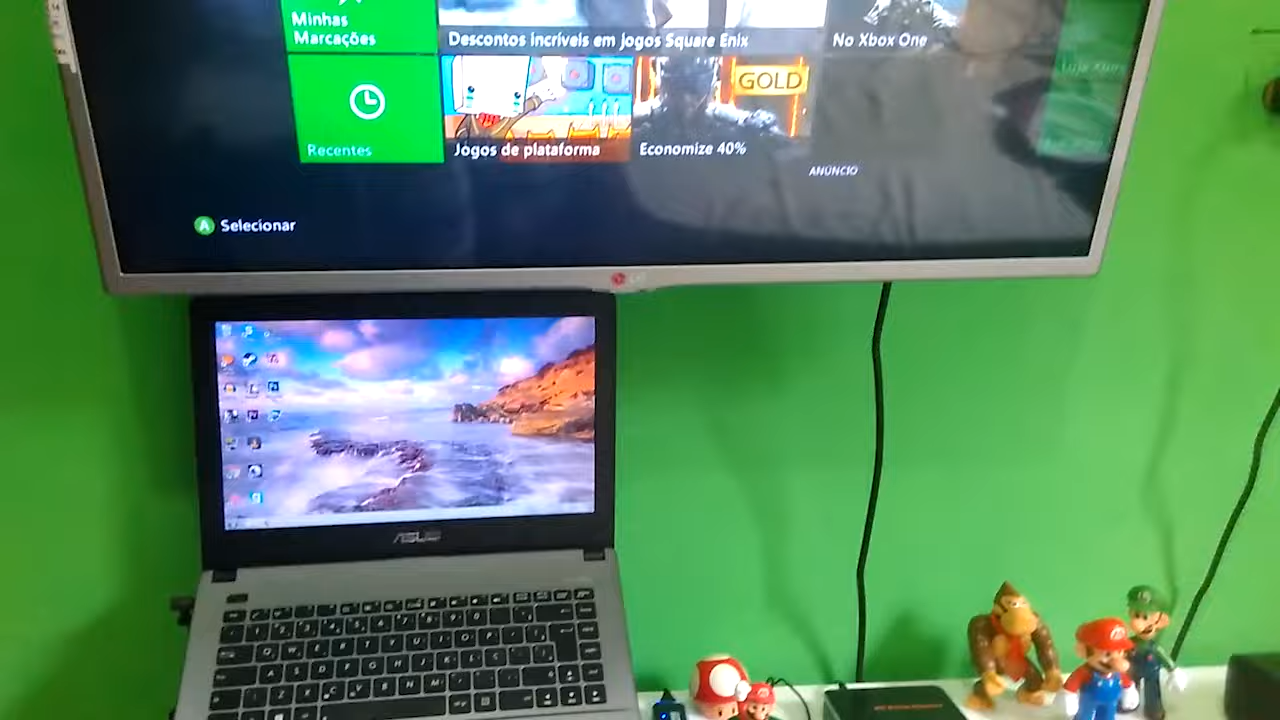 Minhas
Marcações
Descontos incríveis em jogos Square Enix
No Xbox One
GOLD
Recentes
Jogos de plataforma
Economize 40%
ANÚNCIO
A Selecionar
LG
ASUS